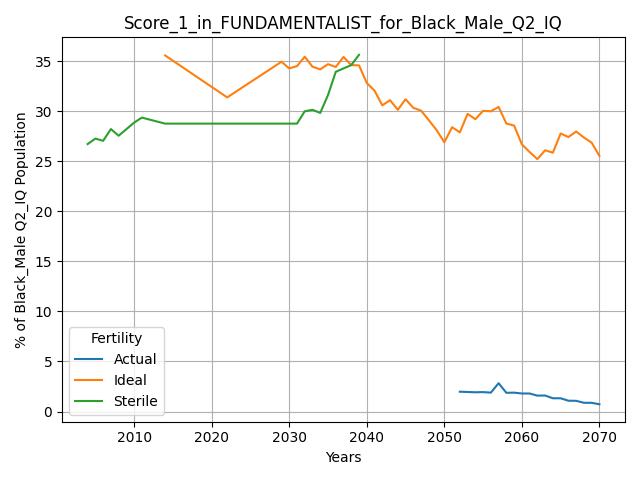 Score_1_in_FUNDAMENTALIST_for_Black_Male_Q2_IQ
% of Black_Male Q2_IQ Population
35
30
25
20
15
10
5
0
Fertility
Actual
Ideal
Sterile
2010 2020 2030 2040 2050 2060 2070
Years